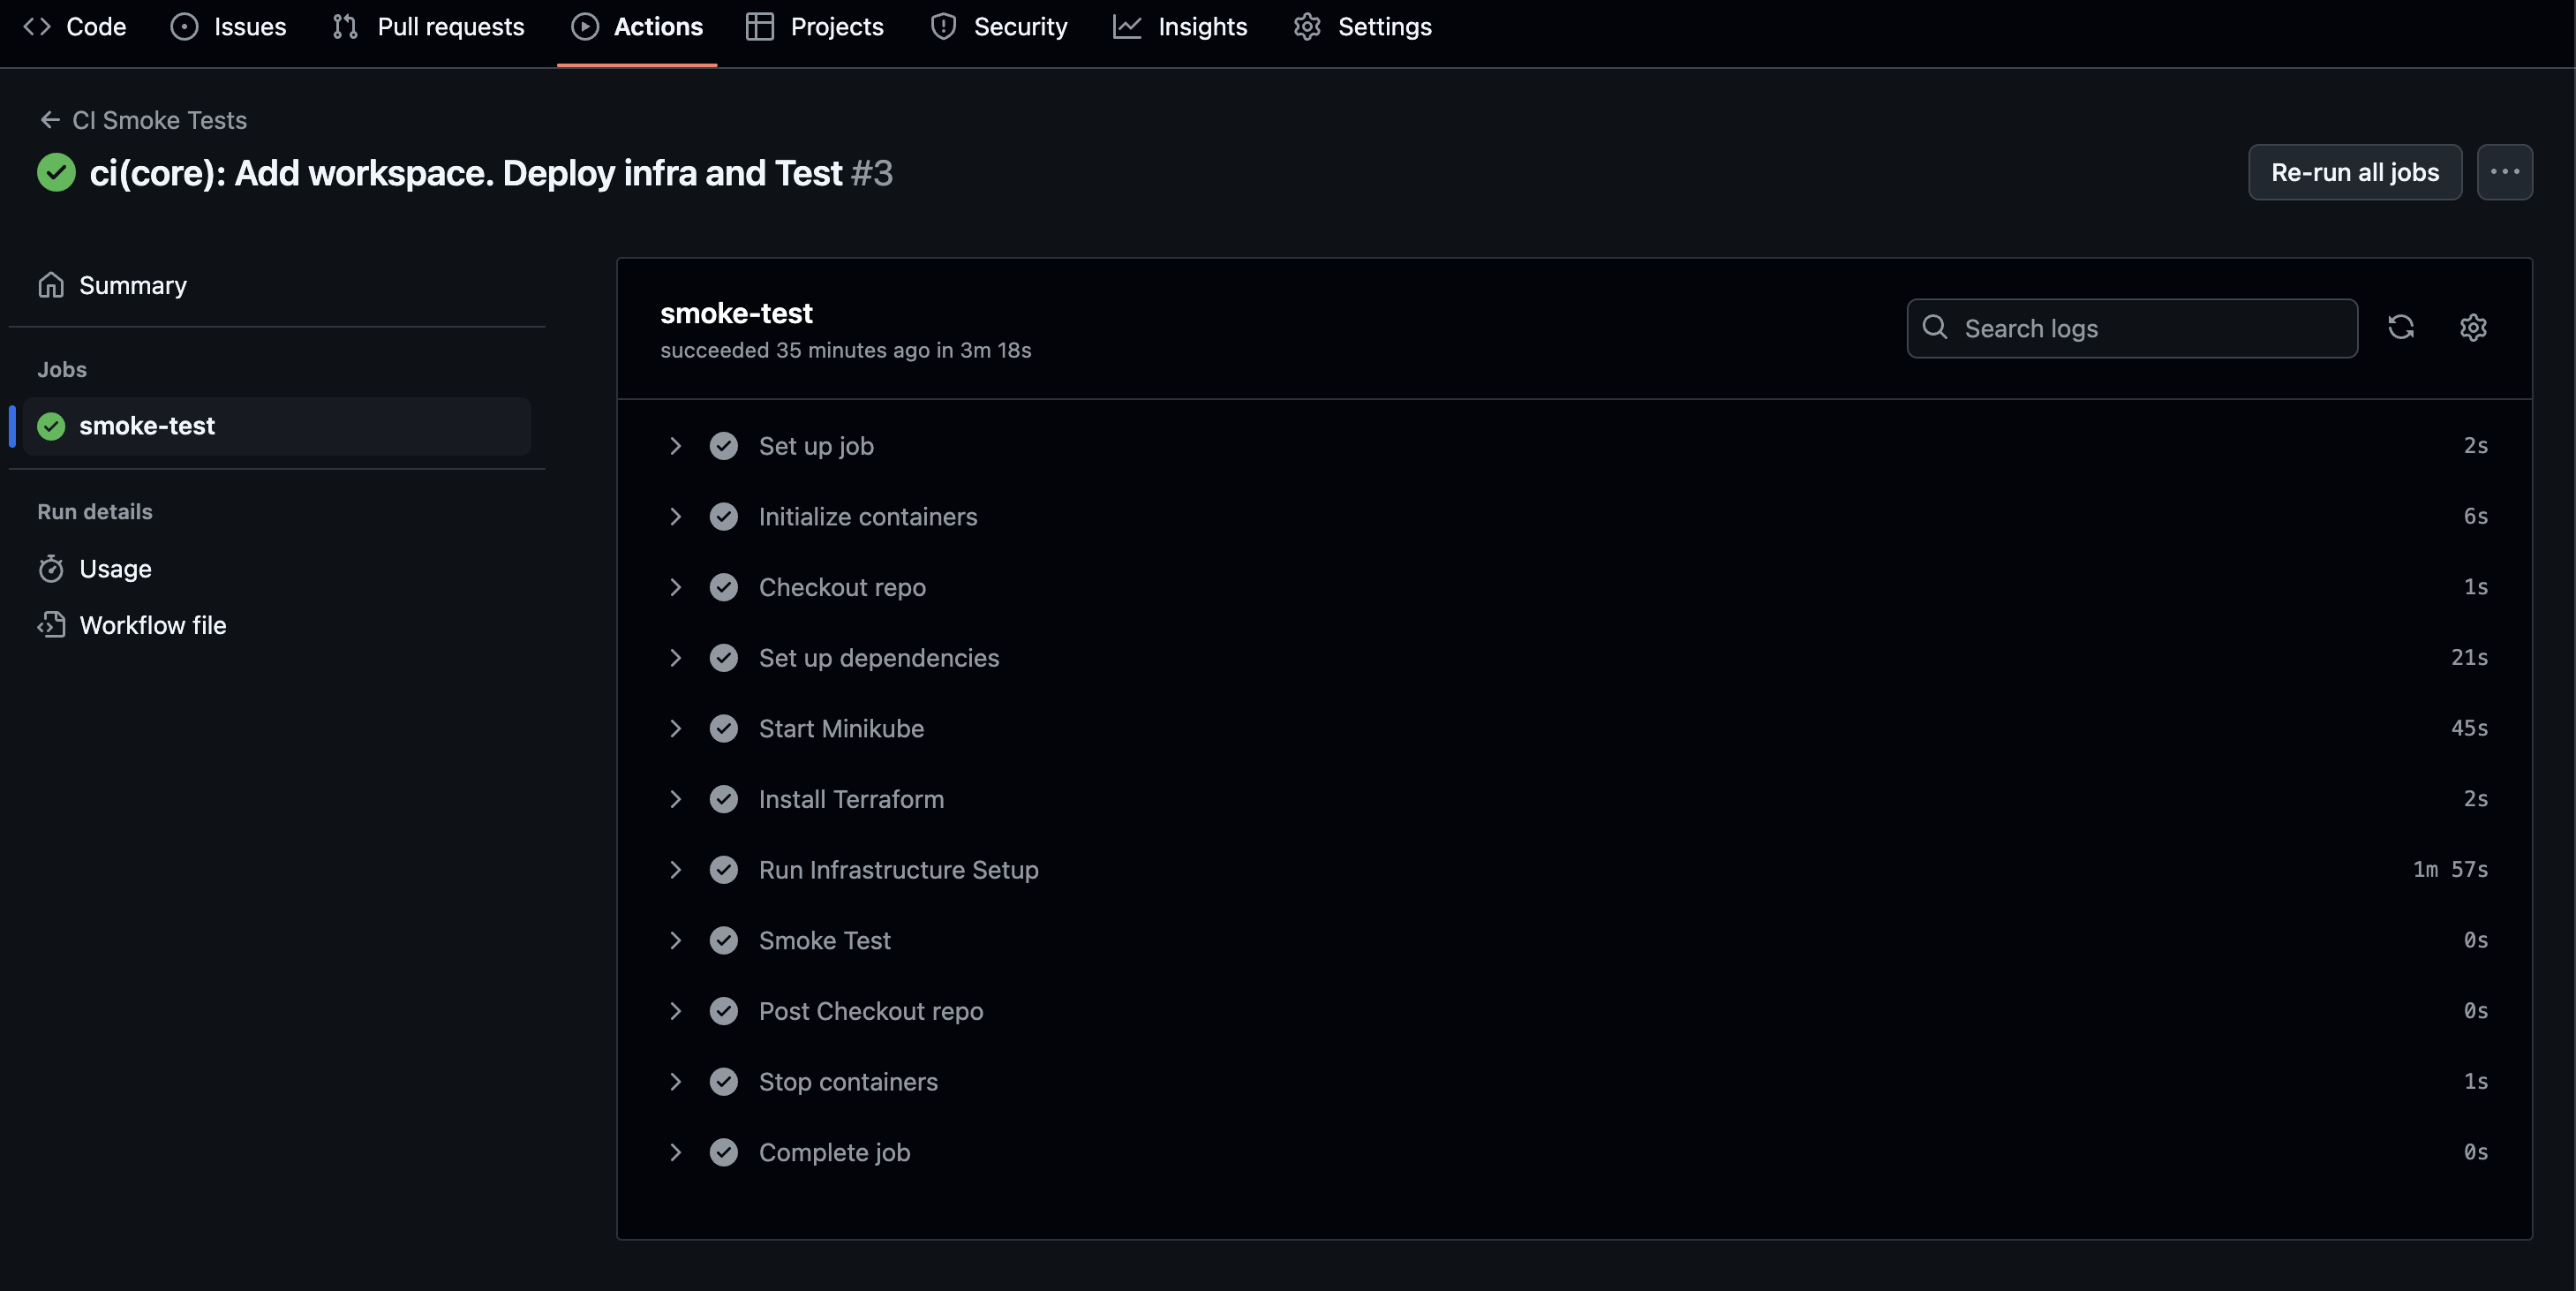 Code Issues Pull requests Actions Projects Security Insights Settings
CI Smoke Tests
ci(core): Add workspace. Deploy infra and Test #3
Re-run all jobs
Summary
Jobs
smoke-test
Run details
Usage
Workflow file
smoke-test
succeeded 35 minutes ago in 3m 18s
Search logs
Set up job 2s
Initialize containers 6s
Checkout repo 1s
Set up dependencies 21s
Start Minikube 45s
Install Terraform 2s
Run Infrastructure Setup 1m 57s
Smoke Test 0s
Post Checkout repo 0s
Stop containers 1s
Complete job 0s